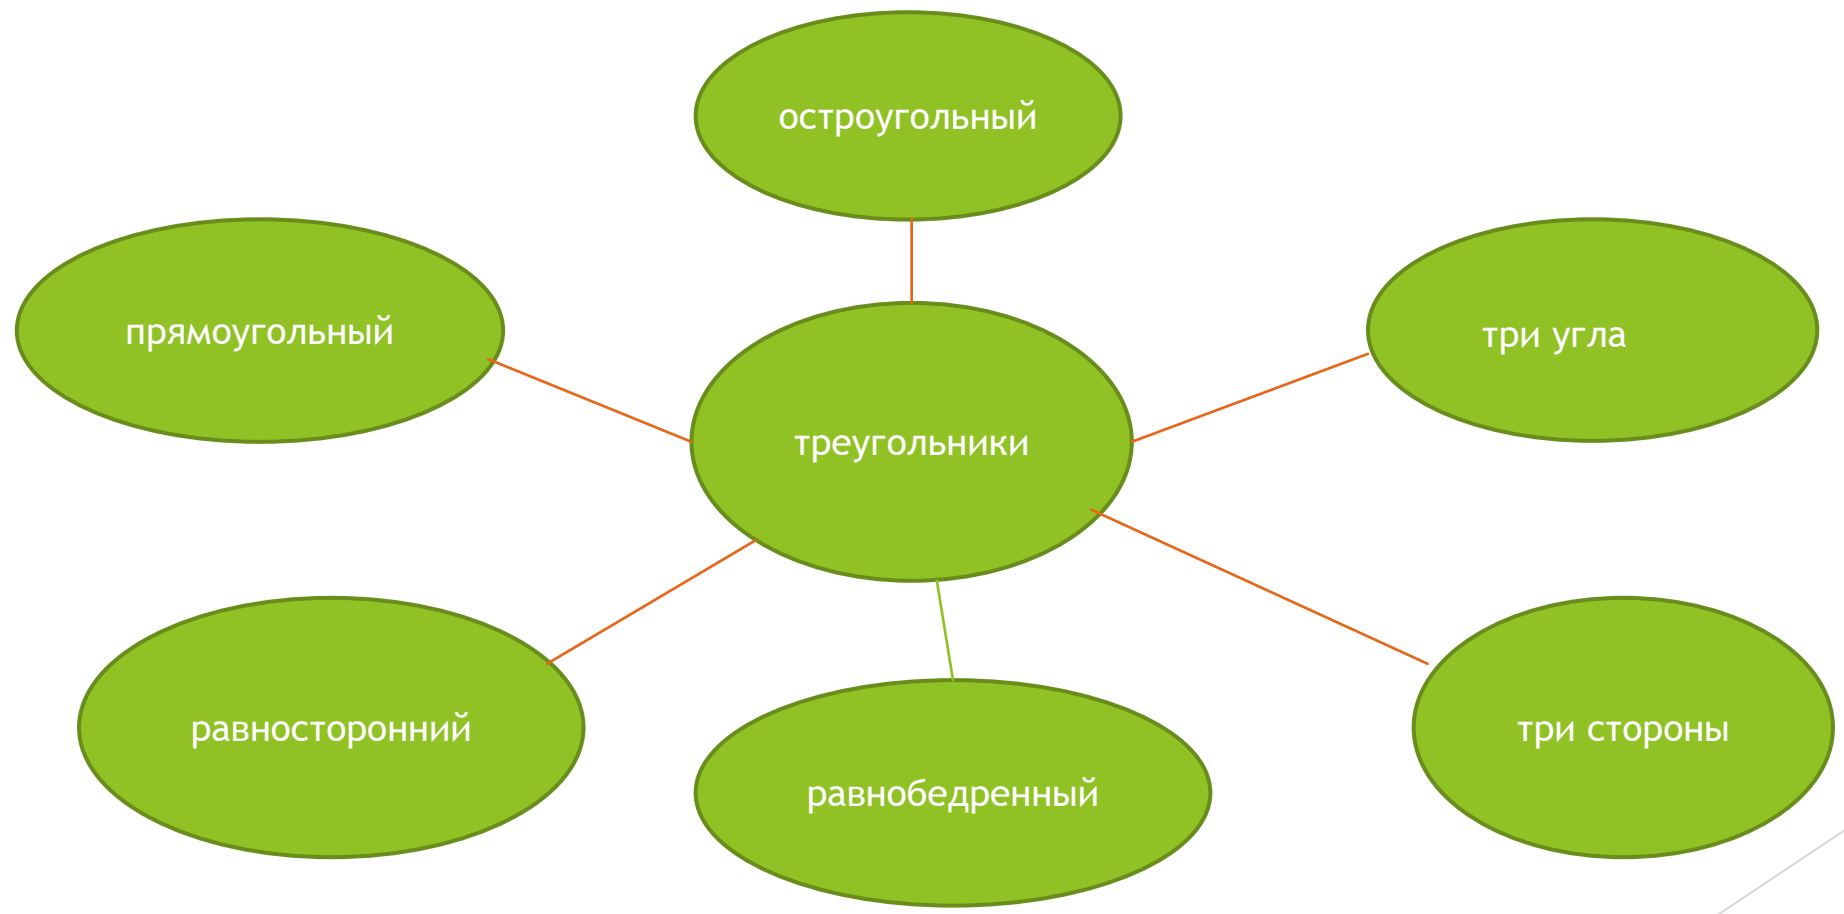 остроугольный
прямоугольный
три угла
треугольники
равносторонний
три стороны
равнобедренный